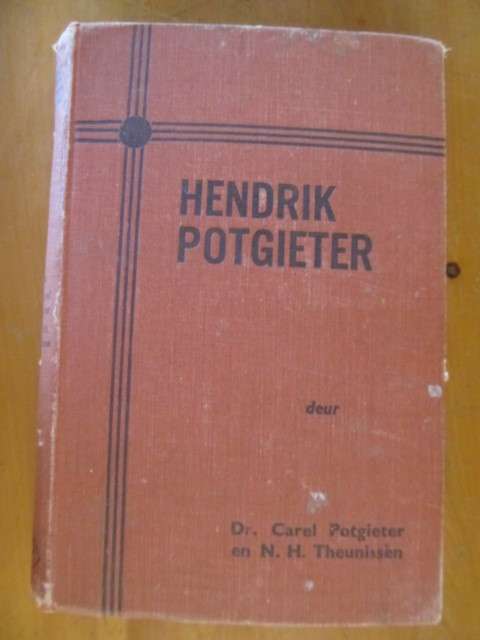 HENDRIK
POTGIETER
deur
Dr. Carel Potgieter
en N. H. Theunissen